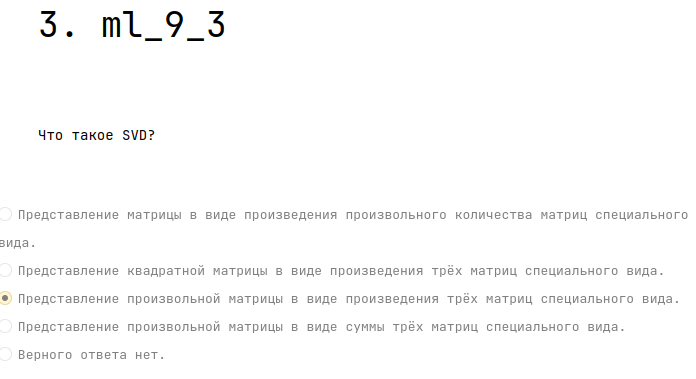 3. ml_9_3
Что такое SVD?
Представление матрицы в виде произведения произвольного количества матриц специального
вида.
Представление квадратной матрицы в виде произведения трёх матриц специального вида.
Представление произвольной матрицы в виде произведения трёх матриц специального вида.
Представление произвольной матрицы в виде суммы трёх матриц специального вида.
Верного ответа нет.